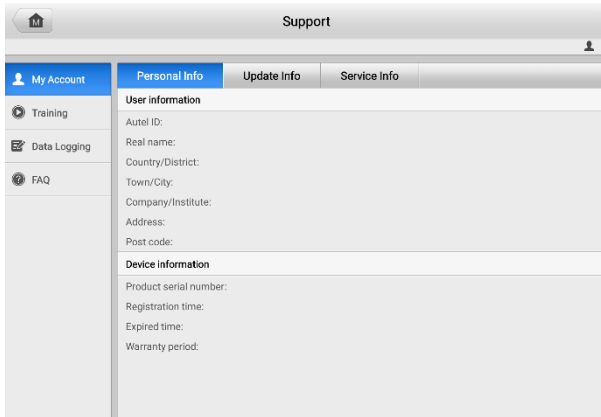 M
Support
My Account
Training
Data Logging
FAQ
Personal Info
Update Info
Service Info
User information
Autel ID:
Real name:
Country/District:
Town/City:
Company/Institute:
Address:
Post code:
Device information
Product serial number:
Registration time:
Expired time:
Warranty period: